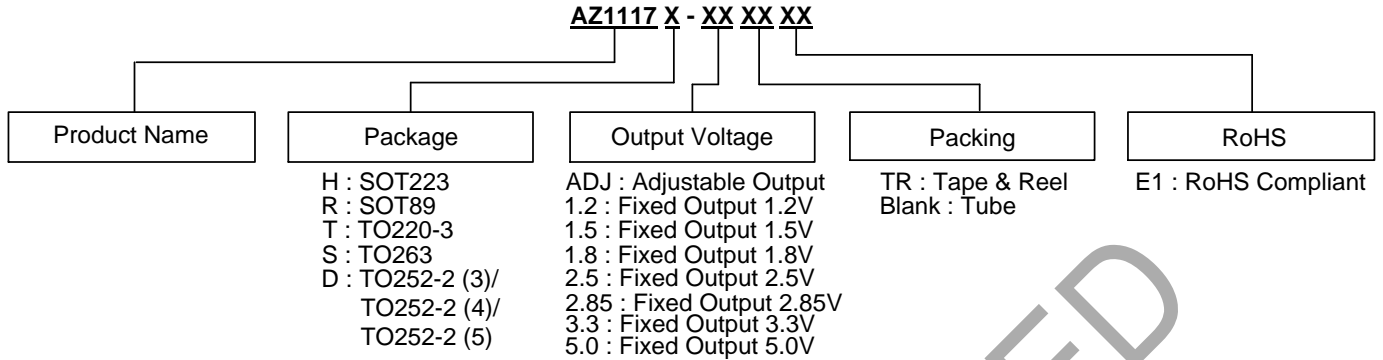 AZ1117 X - XX XX XX
Product Name
Package
Output Voltage
Packing
RoHS
H : SOT223
R : SOT89
T : TO220-3
S : TO263
D : TO252-2 (3)/
TO252-2 (4)/
TO252-2 (5)
ADJ : Adjustable Output
1.2 : Fixed Output 1.2V
1.5 : Fixed Output 1.5V
1.8 : Fixed Output 1.8V
2.5 : Fixed Output 2.5V
2.85 : Fixed Output 2.85V
3.3 : Fixed Output 3.3V
5.0 : Fixed Output 5.0V
TR : Tape & Reel
Blank : Tube
E1 : RoHS Compliant
ED